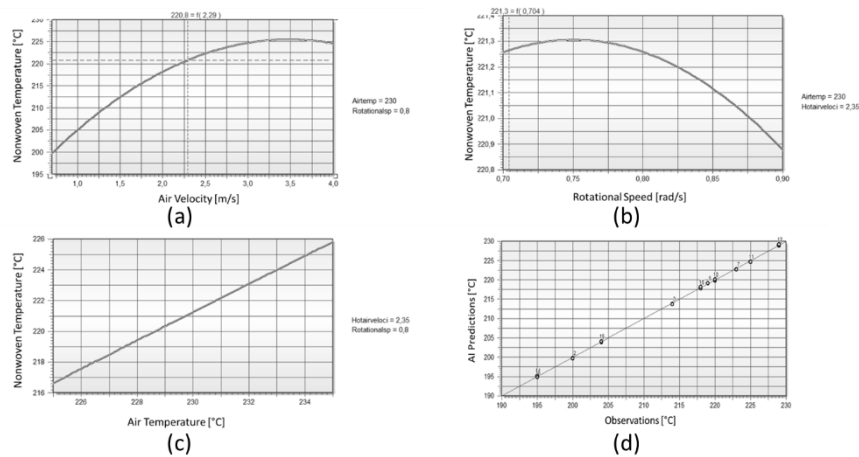 220,8 = f( 2,29 )
Nonwoven Temperature [°C]
230
225
220
215
210
205
200
195
1,0 1,5 2,0 2,5 3,0 3,5 4,0
Air Velocity [m/s]
Airtemp = 230
Rotationalsp = 0,8
(a)
221,3 = f( 0,704 )
Nonwoven Temperature [°C]
221,4
221,3
221,2
221,1
221,0
220,9
220,8
0,70 0,75 0,80 0,85 0,90
Rotational Speed [rad/s]
Airtemp = 230
Hotairveloci = 2,35
(b)
Nonwoven Temperature [°C]
226
224
222
220
218
216
226 228 230 232 234
Air Temperature [°C]
Hotairveloci = 2,35
Rotationalsp = 0,8
(c)
AI Predictions [°C]
230
225
220
215
210
205
200
195
190
190 195 200 205 210 215 220 225 230
Observations [°C]
(d)